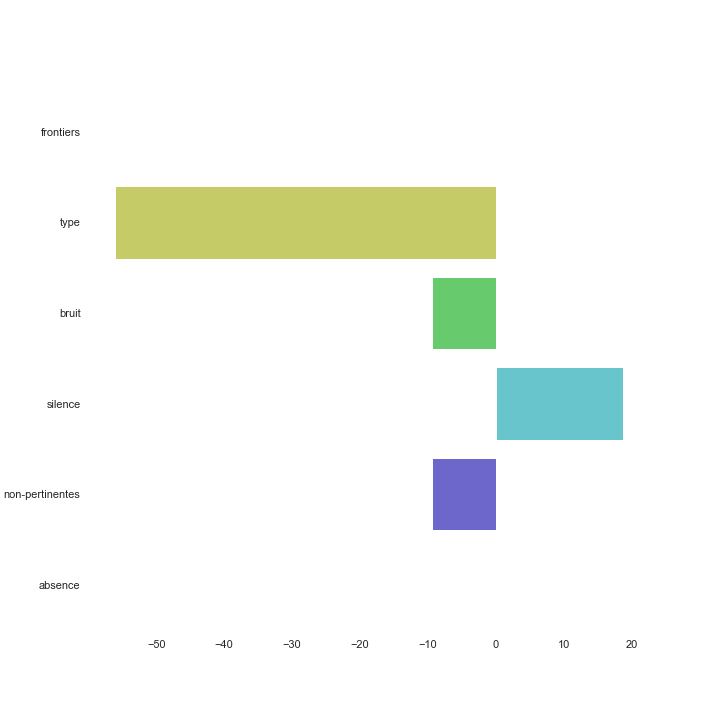 frontiers
type
bruit
silence
non-pertinentes
absence
−50 −40 −30 −20 −10 0 10 20